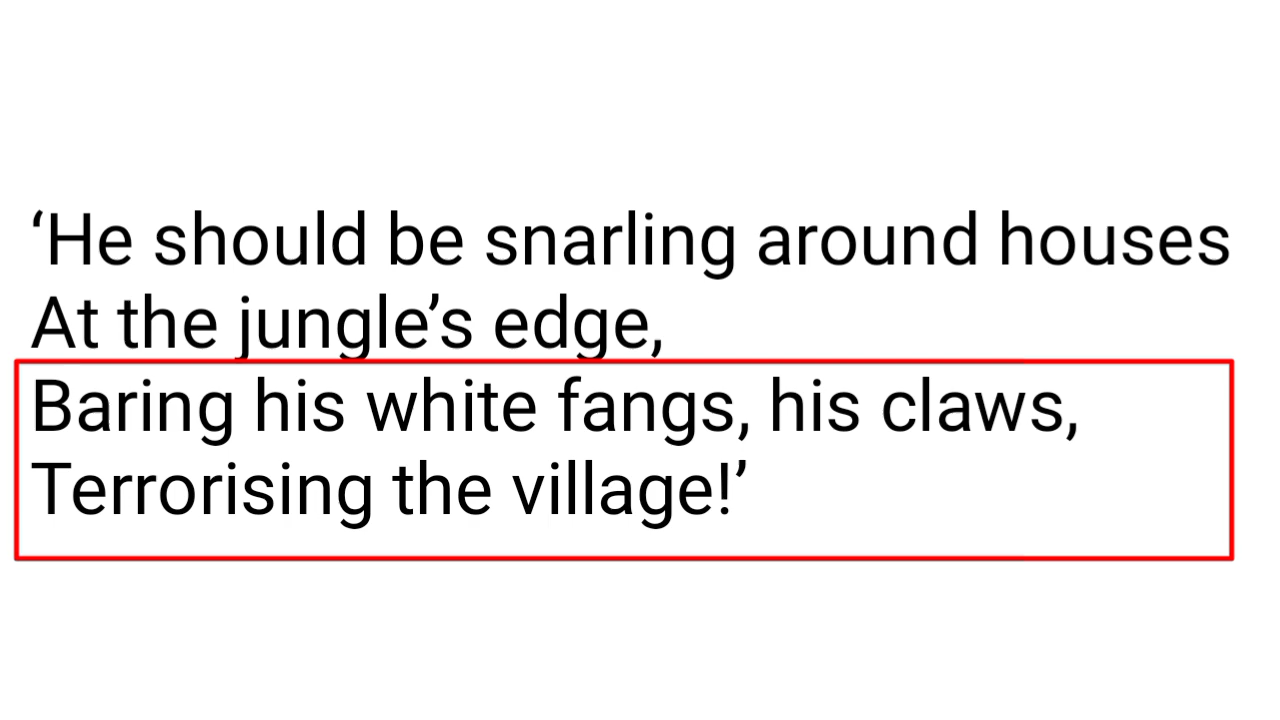 ‘He should be snarling around houses
At the jungle’s edge,
Baring his white fangs, his claws,
Terrorising the village!’